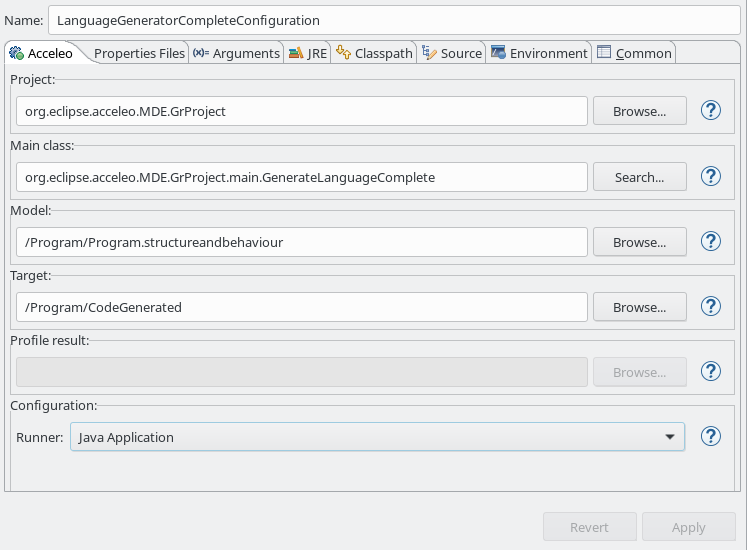 Name: LanguageGeneratorCompleteConfiguration
Acceleo Properties Files (x)= Arguments JRE Classpath Source Environment Common
Project:
org.eclipse.acceleo.MDE.GrProject Browse... ?
Main class:
org.eclipse.acceleo.MDE.GrProject.main.GenerateLanguageComplete Search... ?
Model:
/Program/Program.structureandbehaviour Browse... ?
Target:
/Program/CodeGenerated Browse... ?
Profile result:
Browse... ?
Configuration:
Runner: Java Application ?
Revert Apply